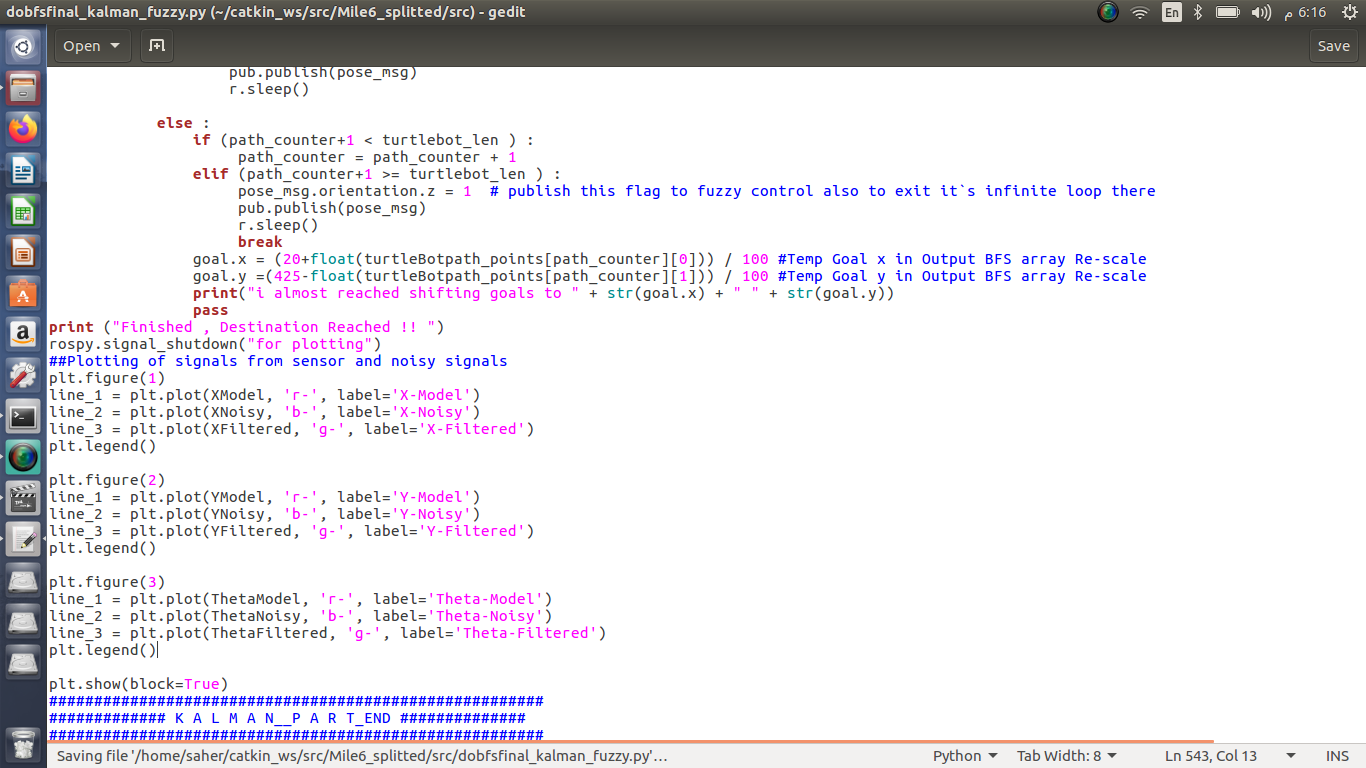 dobfsfinal_kalman_fuzzy.py (~/catkin_ws/src/Mile6_splitted/src) - gedit
En
6:16 م
Open
Save
pub.publish(pose_msg)
r.sleep()
else :
if (path_counter+1 < turtlebot_len ) :
path_counter = path_counter + 1
elif (path_counter+1 >= turtlebot_len ) :
pose_msg.orientation.z = 1  # publish this flag to fuzzy control also to exit it`s infinite loop there
pub.publish(pose_msg)
r.sleep()
break
goal.x = (20+float(turtleBotpath_points[path_counter][0])) / 100 #Temp Goal x in Output BFS array Re-scale
goal.y =(425-float(turtleBotpath_points[path_counter][1])) / 100 #Temp Goal y in Output BFS array Re-scale
print("i almost reached shifting goals to " + str(goal.x) + " " + str(goal.y))
pass
print ("Finished , Destination Reached !! ")
rospy.signal_shutdown("for plotting")
##Plotting of signals from sensor and noisy signals
plt.figure(1)
line_1 = plt.plot(XModel, 'r-', label='X-Model')
line_2 = plt.plot(XNoisy, 'b-', label='X-Noisy')
line_3 = plt.plot(XFiltered, 'g-', label='X-Filtered')
plt.legend()
plt.figure(2)
line_1 = plt.plot(YModel, 'r-', label='Y-Model')
line_2 = plt.plot(YNoisy, 'b-', label='Y-Noisy')
line_3 = plt.plot(YFiltered, 'g-', label='Y-Filtered')
plt.legend()
plt.figure(3)
line_1 = plt.plot(ThetaModel, 'r-', label='Theta-Model')
line_2 = plt.plot(ThetaNoisy, 'b-', label='Theta-Noisy')
line_3 = plt.plot(ThetaFiltered, 'g-', label='Theta-Filtered')
plt.legend()
plt.show(block=True)
#######################################################
############# K A L M A N__P A R T_END ##############
#######################################################
Saving file '/home/saher/catkin_ws/src/Mile6_splitted/src/dobfsfinal_kalman_fuzzy.py'…
Python
Tab Width: 8
Ln 543, Col 13
INS